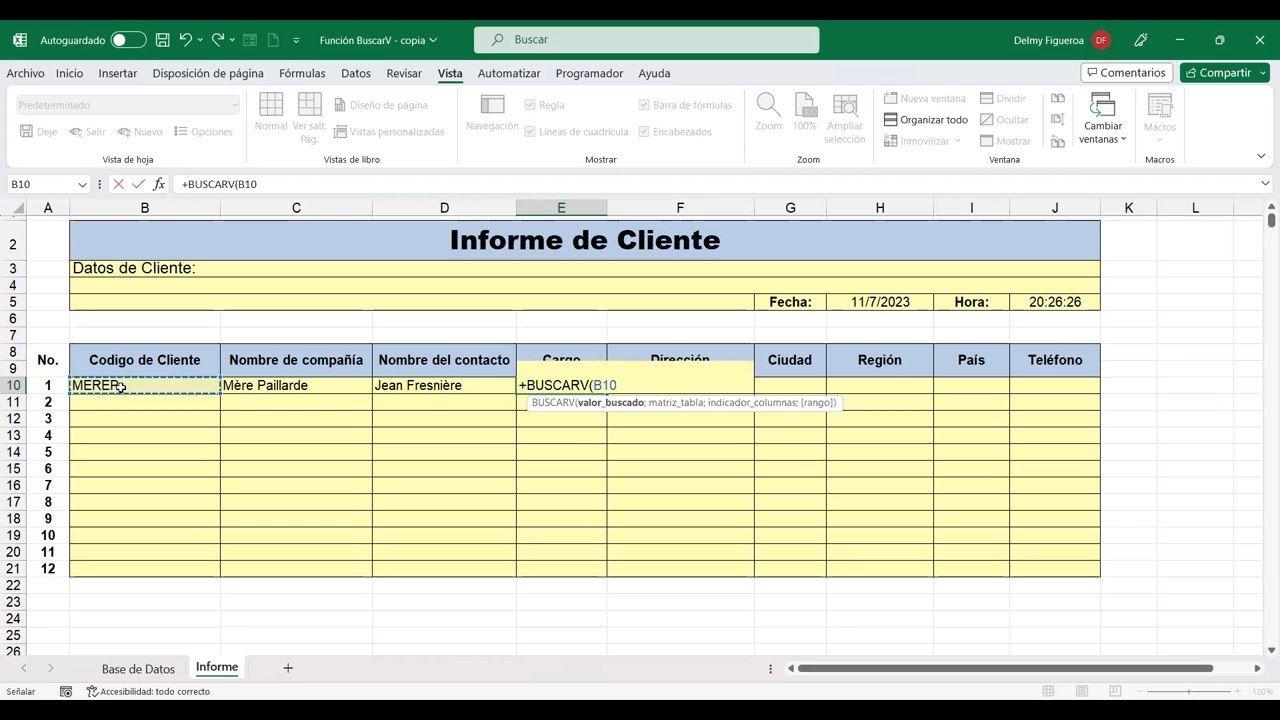 Autoguardado
Función BuscarV - copia
Buscar
Delmy Figueroa DF
Archivo Inicio Insertar Disposición de página Fórmulas Datos Revisar Vista Automatizar Programador Ayuda Comentarios Compartir
Predeterminado
Deje Salir Nuevo Opciones
Vista de hoja
Normal Ver salt. Pág. Diseño de página
Vistas personalizadas
Vistas de libro
Navegación Regla Barra de fórmulas
Líneas de cuadrícula Encabezados
Mostrar
Zoom 100% Ampliar selección
Zoom
Nueva ventana Dividir
Organizar todo Ocultar
Inmovilizar Mostrar
Cambiar ventanas
Ventana
Macros
Macros
B10 fx +BUSCARV(B10
A B C D E F G H I J K L
2 Informe de Cliente
3 Datos de Cliente:
4
5 Fecha: 11/7/2023 Hora: 20:26:26
6
7
8
9
No. Codigo de Cliente Nombre de compañía Nombre del contacto Cargo Dirección Ciudad Región País Teléfono
10 1 MEREP Mère Paillarde Jean Fresnière +BUSCARV(B10
BUSCARV(valor_buscado; matriz_tabla; indicador_columnas; [rango])
11 2
12 3
13 4
14 5
15 6
16 7
17 8
18 9
19 10
20 11
21 12
22
23
24
25
26
Base de Datos Informe
Señalar Accesibilidad: todo correcto 120%